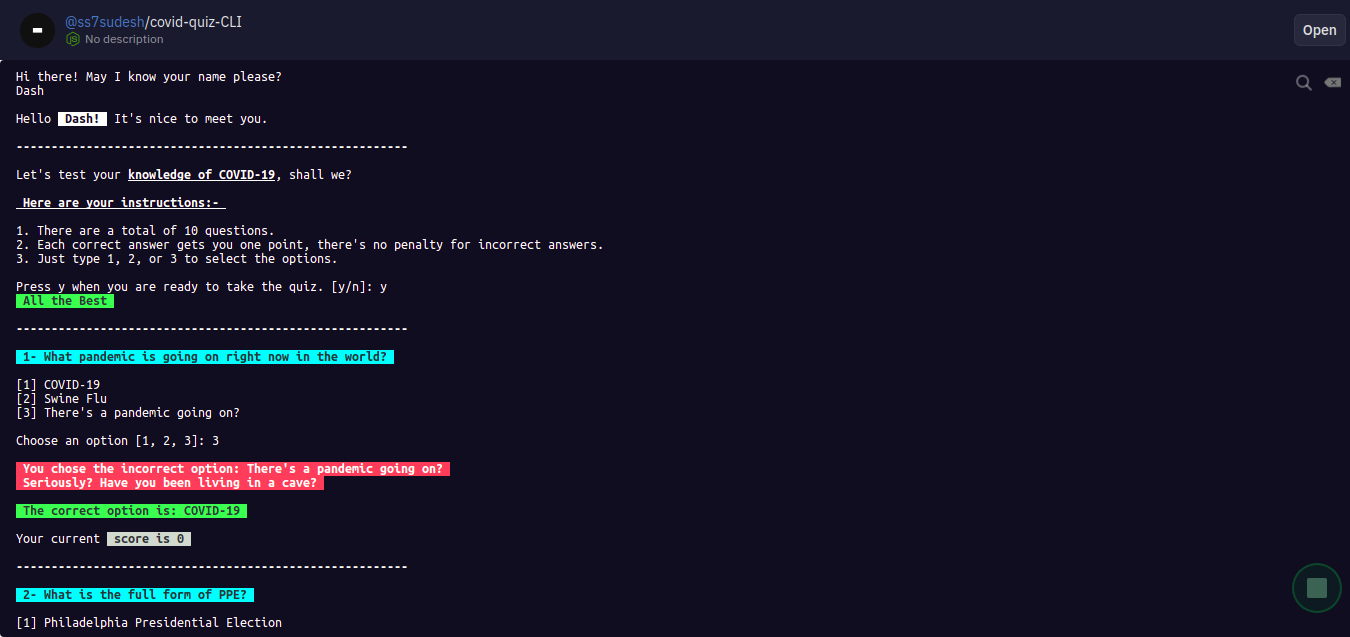 @ss7sudesh/covid-quiz-CLI
No description
Open
Hi there! May I know your name please?
Dash
Hello Dash! It's nice to meet you.
--------------------------------------------------------
Let's test your knowledge of COVID-19, shall we?
Here are your instructions:-
1. There are a total of 10 questions.
2. Each correct answer gets you one point, there's no penalty for incorrect answers.
3. Just type 1, 2, or 3 to select the options.
Press y when you are ready to take the quiz. [y/n]: y
All the Best
--------------------------------------------------------
1- What pandemic is going on right now in the world?
[1] COVID-19
[2] Swine Flu
[3] There's a pandemic going on?
Choose an option [1, 2, 3]: 3
You chose the incorrect option: There's a pandemic going on?
Seriously? Have you been living in a cave?
The correct option is: COVID-19
Your current score is 0
--------------------------------------------------------
2- What is the full form of PPE?
[1] Philadelphia Presidential Election